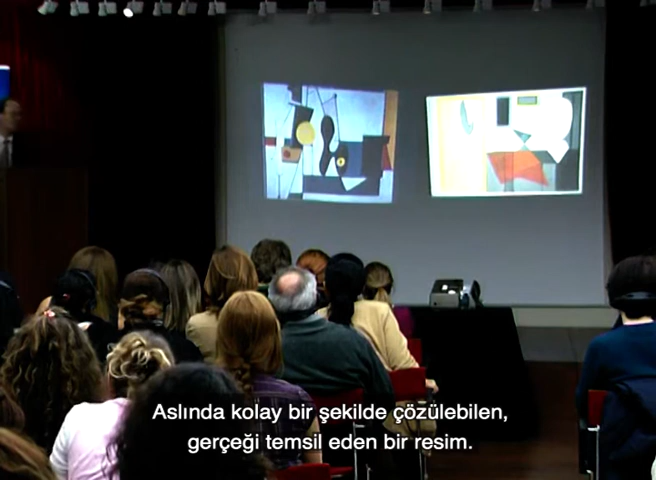 Aslında kolay bir şekilde çözülebilen,
gerçeği temsil eden bir resim.